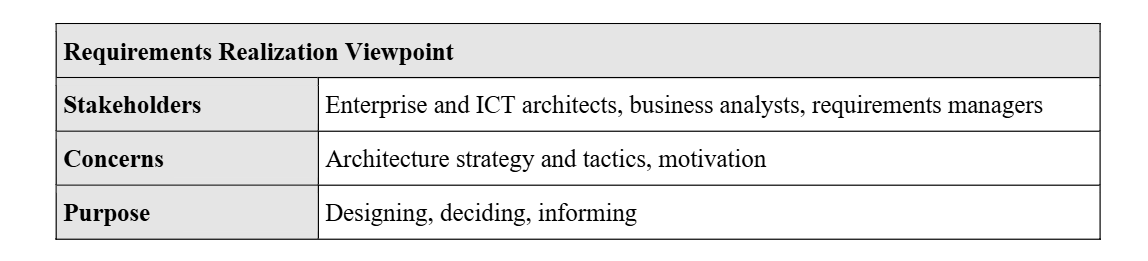 Requirements Realization Viewpoint
Stakeholders Enterprise and ICT architects, business analysts, requirements managers
Concerns Architecture strategy and tactics, motivation
Purpose Designing, deciding, informing